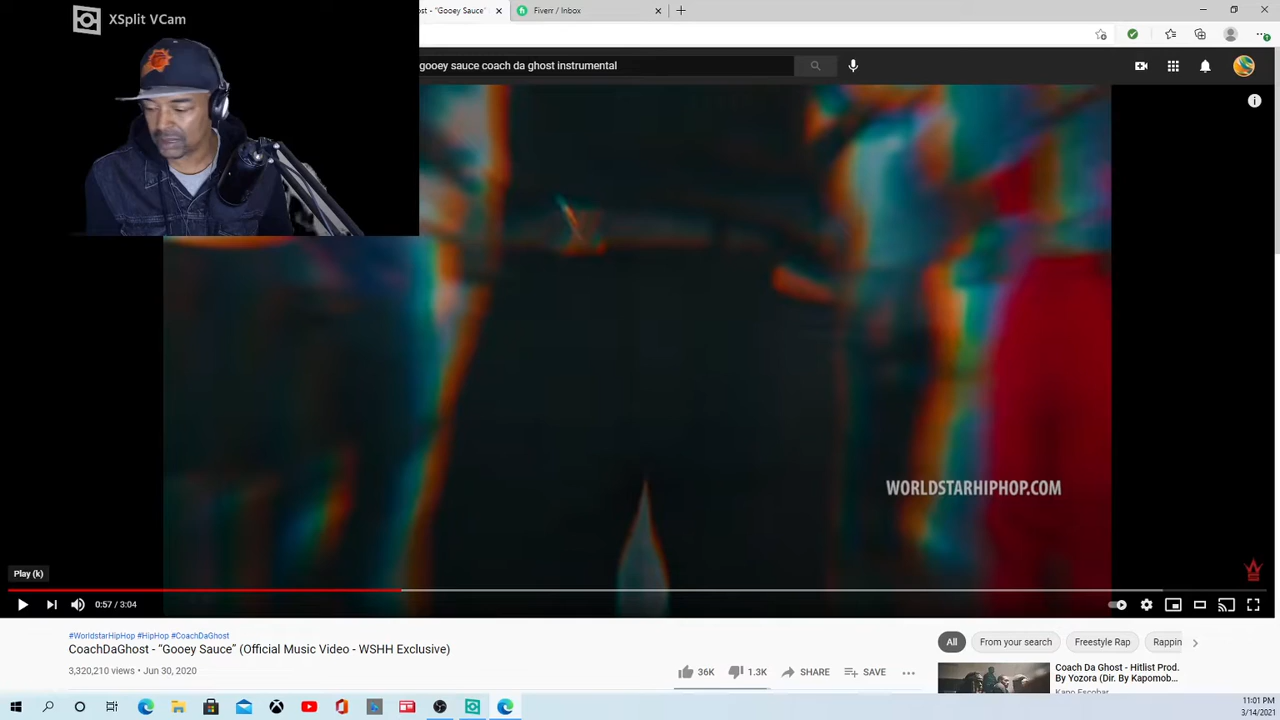 XSplit VCam
ost - "Gooey Sauce" (
Fiverr / Inbox
gooey sauce coach da ghost instrumental
WORLDSTARHIPHOP.COM
Play (k)
0:57 / 3:04
#WorldstarHipHop #HipHop #CoachDaGhost
CoachDaGhost - “Gooey Sauce” (Official Music Video - WSHH Exclusive)
3,320,210 views • Jun 30, 2020
36K
1.3K
SHARE
SAVE
All
From your search
Freestyle Rap
Rappin
Coach Da Ghost - Hitlist Prod.
By Yozora (Dir. By Kapomob...
Kapo Escobar
11:01 PM
3/14/2021